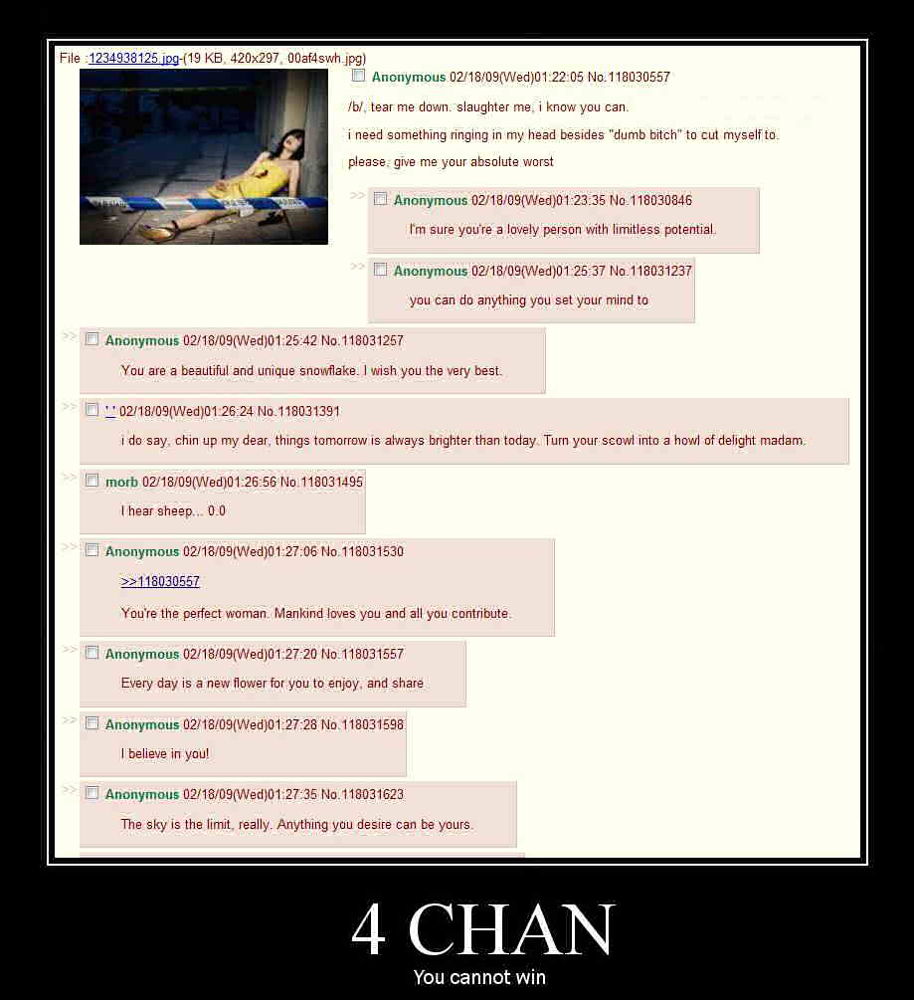 File :1234938125.jpg-(19 KB, 420x297, 00af4swh.jpg)
Anonymous 02/18/09(Wed)01:22:05 No.118030557
/b/, tear me down. slaughter me, i know you can.
i need something ringing in my head besides "dumb bitch" to cut myself to.
please, give me your absolute worst
>> Anonymous 02/18/09(Wed)01:23:35 No.118030846
I'm sure you're a lovely person with limitless potential.
>> Anonymous 02/18/09(Wed)01:25:37 No.118031237
you can do anything you set your mind to
>> Anonymous 02/18/09(Wed)01:25:42 No.118031257
You are a beautiful and unique snowflake. I wish you the very best.
>> ' ' 02/18/09(Wed)01:26:24 No.118031391
i do say, chin up my dear, things tomorrow is always brighter than today. Turn your scowl into a howl of delight madam.
>> morb 02/18/09(Wed)01:26:56 No.118031495
I hear sheep... 0.0
>> Anonymous 02/18/09(Wed)01:27:06 No.118031530
>>118030557
You're the perfect woman. Mankind loves you and all you contribute.
>> Anonymous 02/18/09(Wed)01:27:20 No.118031557
Every day is a new flower for you to enjoy, and share
>> Anonymous 02/18/09(Wed)01:27:28 No.118031598
I believe in you!
>> Anonymous 02/18/09(Wed)01:27:35 No.118031623
The sky is the limit, really. Anything you desire can be yours.
4 CHAN
You cannot win